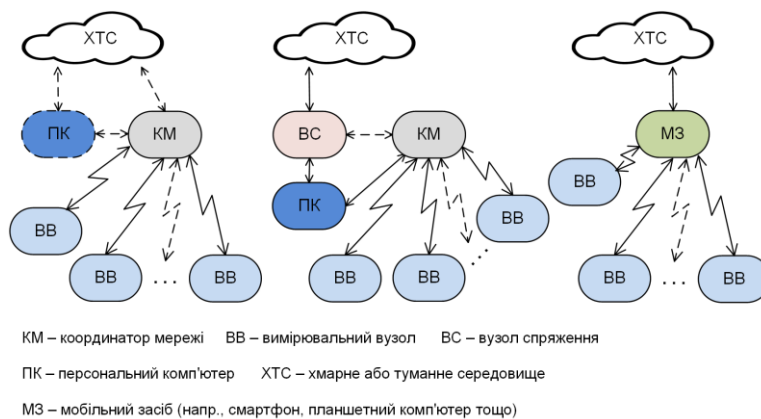 ХТС ХТС ХТС
ПК КМ ВС КМ МЗ
ВВ
ПК
ВВ ВВ
ВВ ... ВВ ВВ ВВ ... ВВ ... ВВ
КМ – координатор мережі ВВ – вимірювальний вузол ВС – вузол спряження
ПК – персональний комп'ютер ХТС – хмарне або туманне середовище
МЗ – мобільний засіб (напр., смартфон, планшетний комп'ютер тощо)